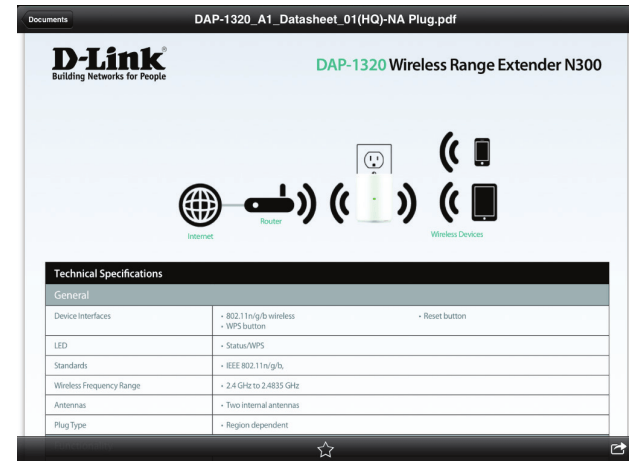 Documents
DAP-1320_A1_Datasheet_01(HQ)-NA Plug.pdf
D-Link®
Building Networks for People
DAP-1320 Wireless Range Extender N300
Internet
Router
Wireless Devices
Technical Specifications
General
Device Interfaces • 802.11n/g/b wireless • Reset button
• WPS button
LED • Status/WPS
Standards • IEEE 802.11n/g/b,
Wireless Frequency Range • 2.4 GHz to 2.4835 GHz
Antennas • Two internal antennas
Plug Type • Region dependent